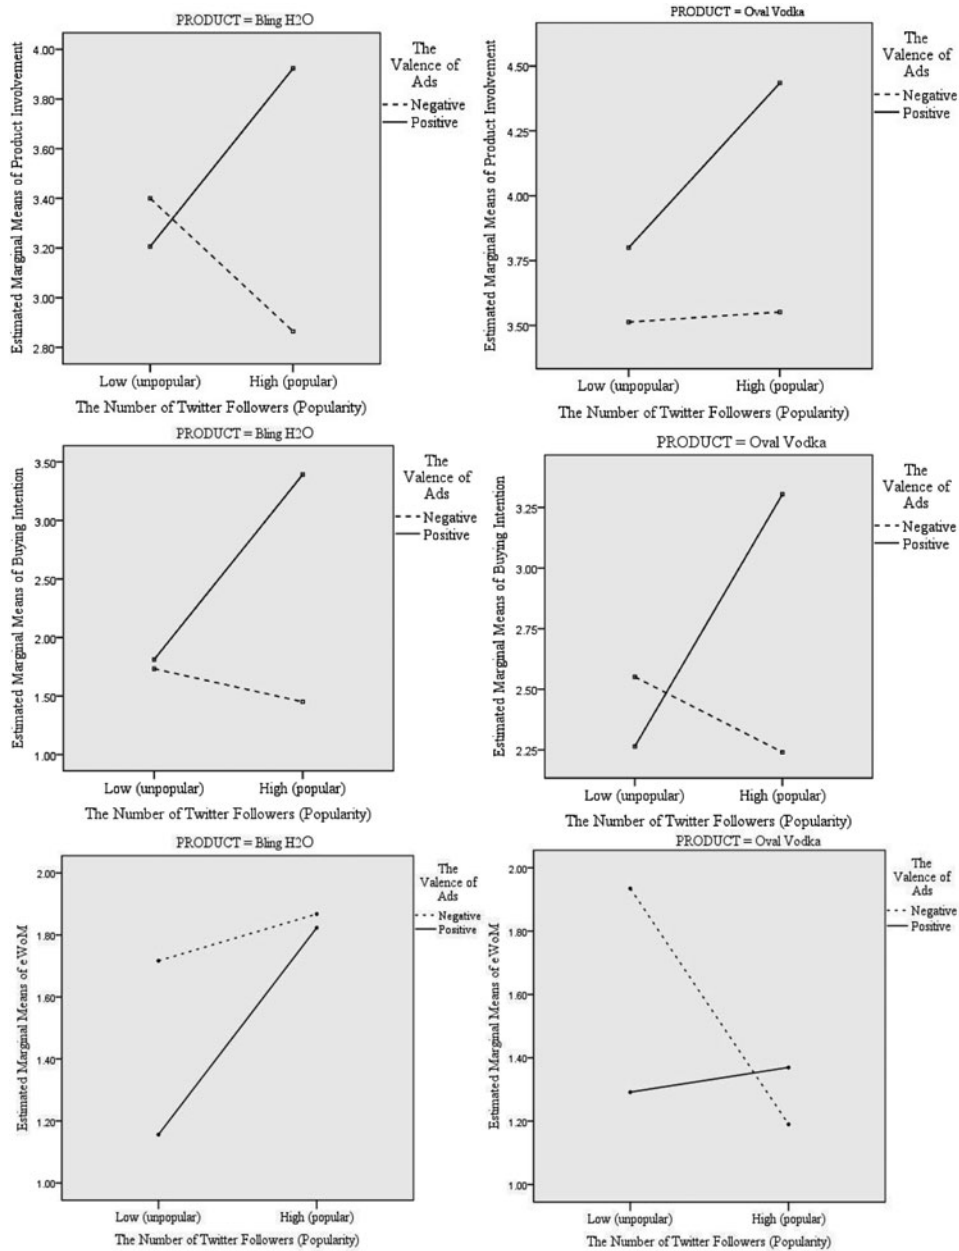 PRODUCT = Bling H2O
Estimated Marginal Means of Product Involvement
4.00
3.80
3.60
3.40
3.20
3.00
2.80
Low (unpopular)
High (popular)
The Number of Twitter Followers (Popularity)
The
Valence of
Ads
Negative
Positive
PRODUCT = Oval Vodka
Estimated Marginal Means of Product Involvement
4.50
4.25
4.00
3.75
3.50
Low (unpopular)
High (popular)
The Number of Twitter Followers (Popularity)
The
Valence of
Ads
Negative
Positive
PRODUCT = Bling H2O
Estimated Marginal Means of Buying Intention
3.50
3.00
2.50
2.00
1.50
1.00
Low (unpopular)
High (popular)
The Number of Twitter Followers (Popularity)
The
Valence of
Ads
Negative
Positive
PRODUCT = Oval Vodka
Estimated Marginal Means of Buying Intention
3.25
3.00
2.75
2.50
2.25
Low (unpopular)
High (popular)
The Number of Twitter Followers (Popularity)
The
Valence of
Ads
Negative
Positive
PRODUCT = Bling H2O
Estimated Marginal Means of eWoM
2.00
1.80
1.60
1.40
1.20
1.00
Low (unpopular)
High (popular)
The Number of Twitter Followers (Popularity)
The
Valence of
Ads
Negative
Positive
PRODUCT = Oval Vodka
Estimated Marginal Means of eWoM
2.00
1.80
1.60
1.40
1.20
1.00
Low (unpopular)
High (popular)
The Number of Twitter Followers (Popularity)
The
Valence of
Ads
Negative
Positive